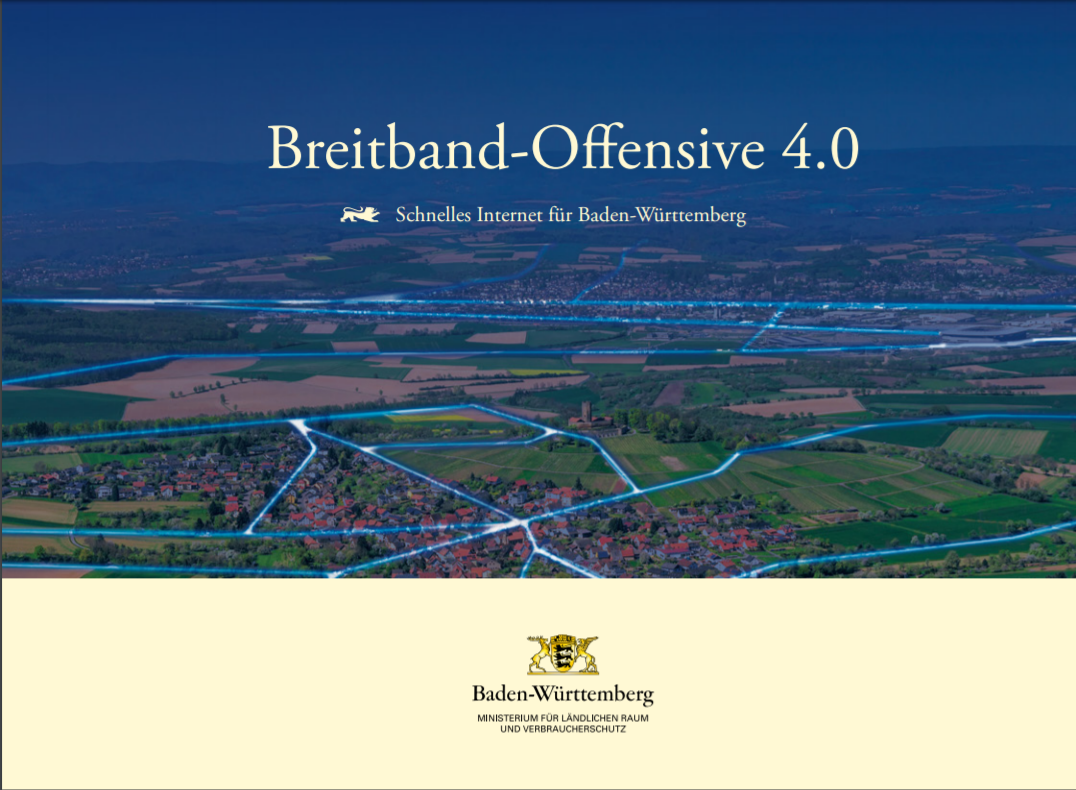 Breitband-Offensive 4.0
Schnelles Internet für Baden-Württemberg
Baden-Württemberg
MINISTERIUM FÜR LÄNDLICHEN RAUM
UND VERBRAUCHERSCHUTZ